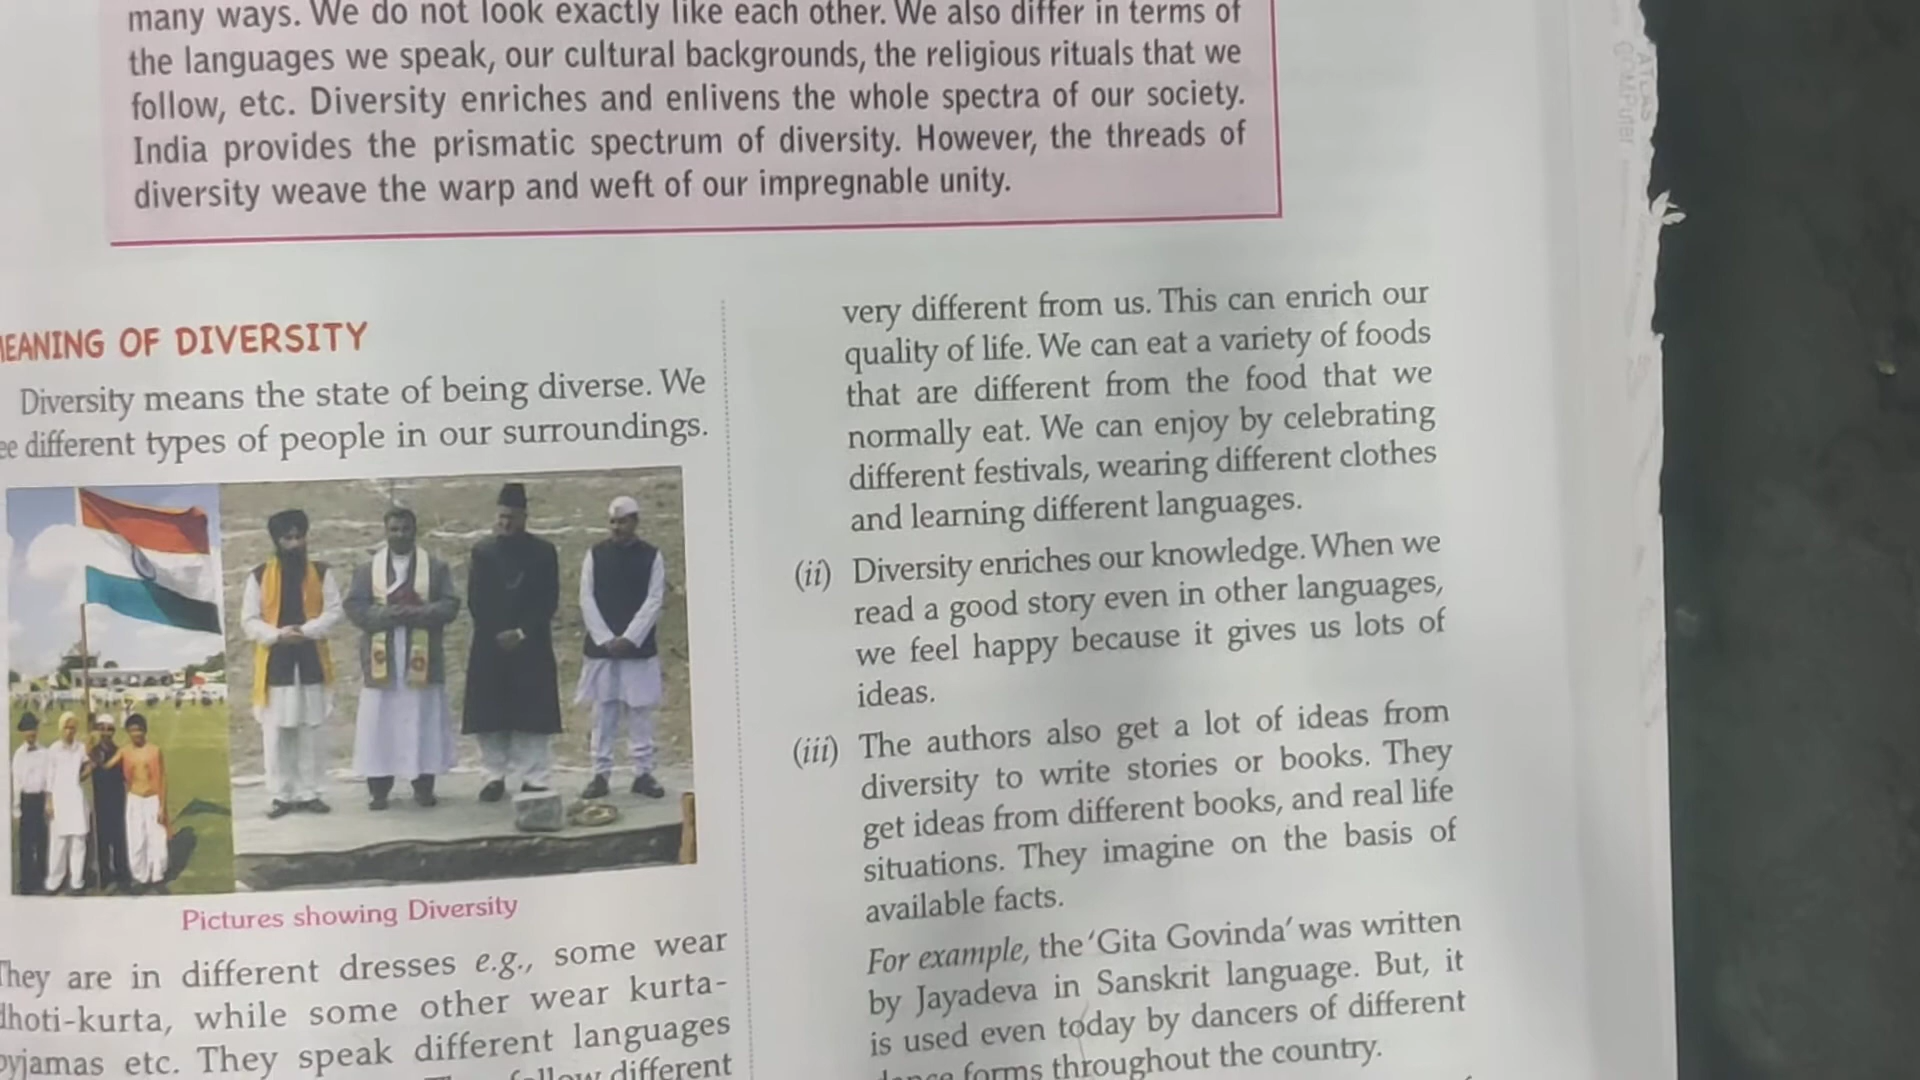 many ways. We do not look exactly like each other. We also differ in terms of
the languages we speak, our cultural backgrounds, the religious rituals that we
follow, etc. Diversity enriches and enlivens the whole spectra of our society.
India provides the prismatic spectrum of diversity. However, the threads of
diversity weave the warp and weft of our impregnable unity.
EANING OF DIVERSITY
Diversity means the state of being diverse. We
ee different types of people in our surroundings.
Pictures showing Diversity
They are in different dresses e.g., some wear
dhoti-kurta, while some other wear kurta-
pyjamas etc. They speak different languages
follow different
very different from us. This can enrich our
quality of life. We can eat a variety of foods
that are different from the food that we
normally eat. We can enjoy by celebrating
different festivals, wearing different clothes
and learning different languages.
(ii) Diversity enriches our knowledge. When we
read a good story even in other languages,
we feel happy because it gives us lots of
ideas.
(iii) The authors also get a lot of ideas from
diversity to write stories or books. They
get ideas from different books, and real life
situations. They imagine on the basis of
available facts.
For example, the 'Gita Govinda' was written
by Jayadeva in Sanskrit language. But, it
is used even today by dancers of different
dance forms throughout the country.